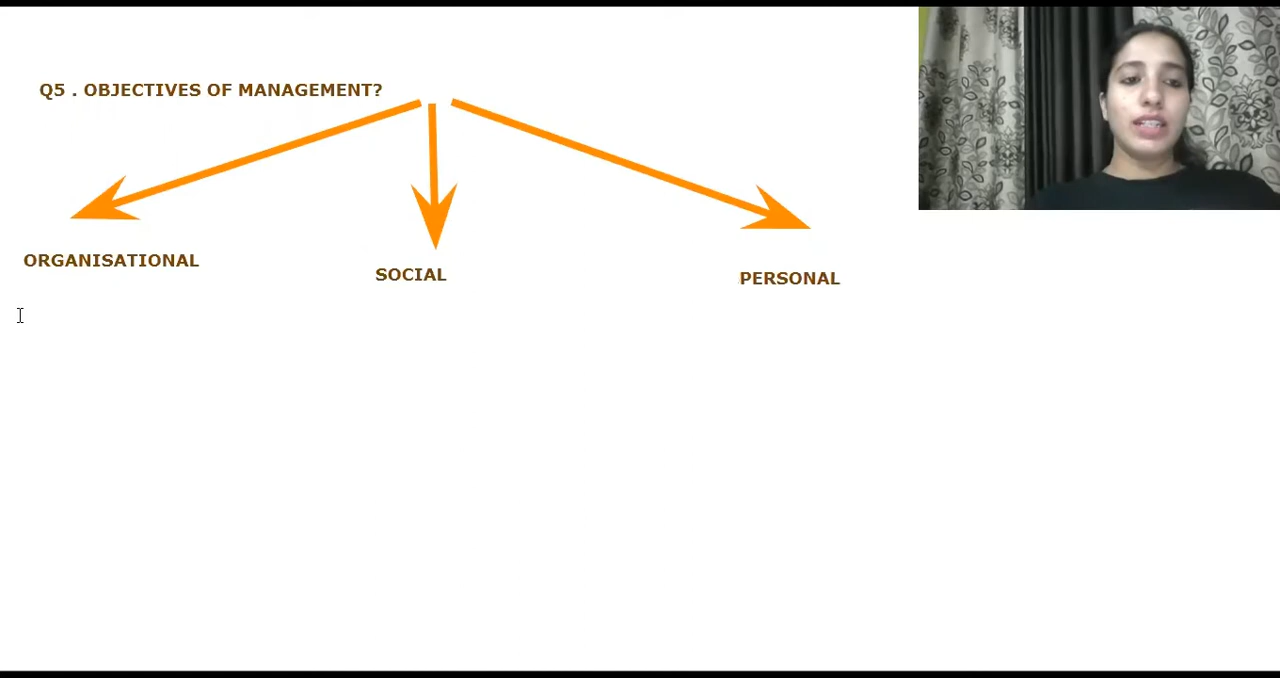 Q5 . OBJECTIVES OF MANAGEMENT?
ORGANISATIONAL
SOCIAL
PERSONAL